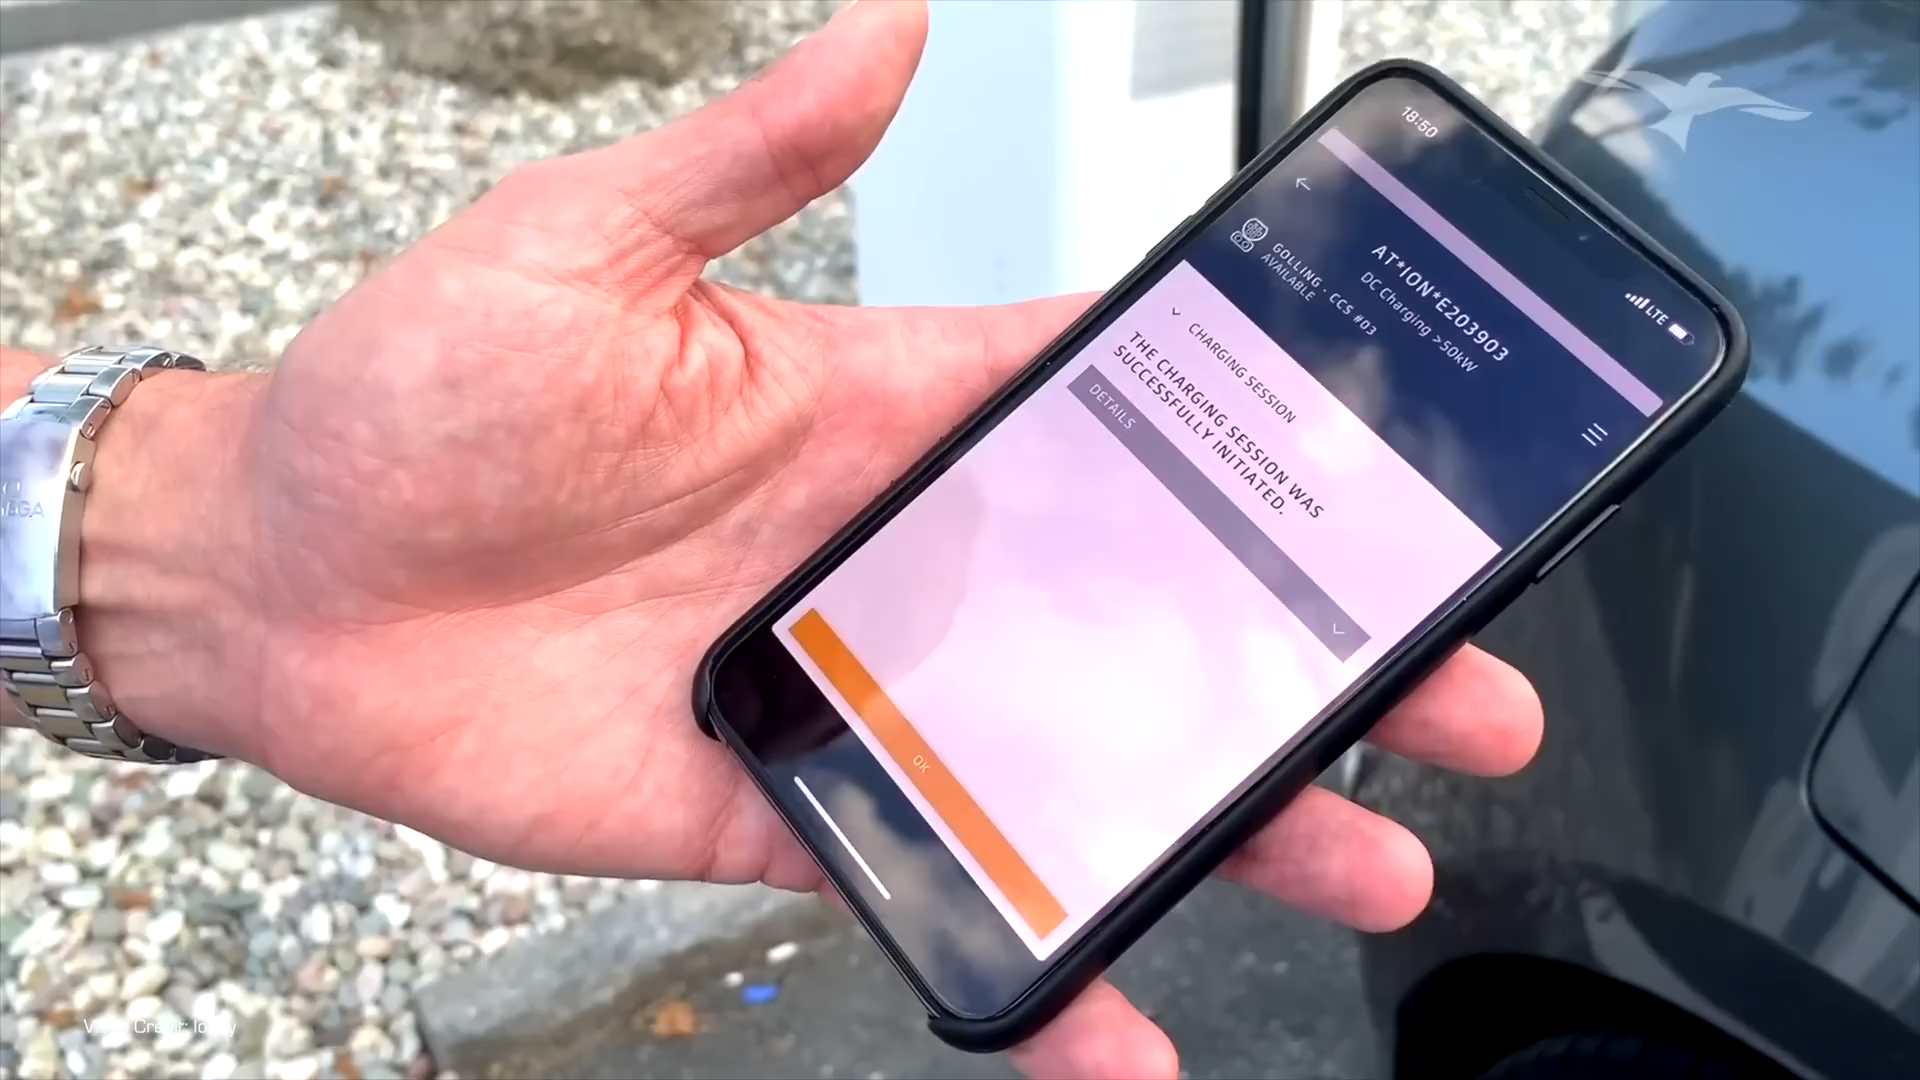 18:50
LTE
AT*ION*E203903
DC Charging >50kW
GOLLING · CCS #03
AVAILABLE
CHARGING SESSION
THE CHARGING SESSION WAS
SUCCESSFULLY INITIATED.
DETAILS
OK